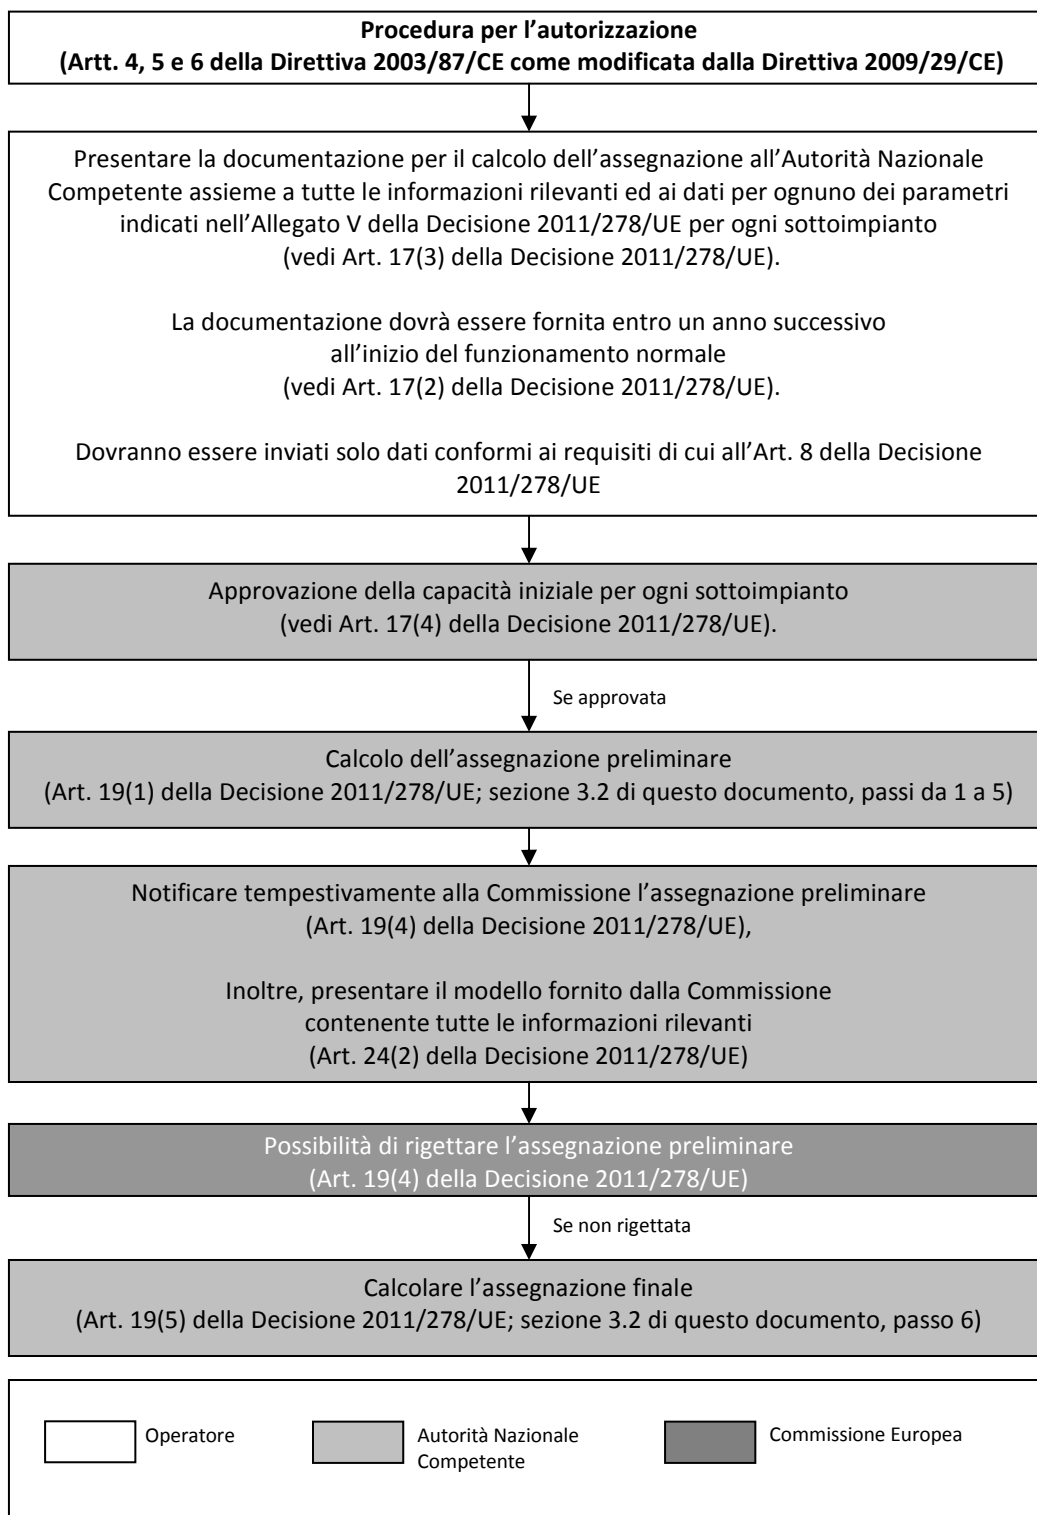 Procedura per l’autorizzazione
(Artt. 4, 5 e 6 della Direttiva 2003/87/CE come modificata dalla Direttiva 2009/29/CE)
Presentare la documentazione per il calcolo dell’assegnazione all’Autorità Nazionale
Competente assieme a tutte le informazioni rilevanti ed ai dati per ognuno dei parametri
indicati nell’Allegato V della Decisione 2011/278/UE per ogni sottoimpianto
(vedi Art. 17(3) della Decisione 2011/278/UE).
La documentazione dovrà essere fornita entro un anno successivo
all’inizio del funzionamento normale
(vedi Art. 17(2) della Decisione 2011/278/UE).
Dovranno essere inviati solo dati conformi ai requisiti di cui all’Art. 8 della Decisione
2011/278/UE
Approvazione della capacità iniziale per ogni sottoimpianto
(vedi Art. 17(4) della Decisione 2011/278/UE).
Se approvata
Calcolo dell’assegnazione preliminare
(Art. 19(1) della Decisione 2011/278/UE; sezione 3.2 di questo documento, passi da 1 a 5)
Notificare tempestivamente alla Commissione l’assegnazione preliminare
(Art. 19(4) della Decisione 2011/278/UE),
Inoltre, presentare il modello fornito dalla Commissione
contenente tutte le informazioni rilevanti
(Art. 24(2) della Decisione 2011/278/UE)
Possibilità di rigettare l’assegnazione preliminare
(Art. 19(4) della Decisione 2011/278/UE)
Se non rigettata
Calcolare l’assegnazione finale
(Art. 19(5) della Decisione 2011/278/UE; sezione 3.2 di questo documento, passo 6)
Operatore
Autorità Nazionale
Competente
Commissione Europea